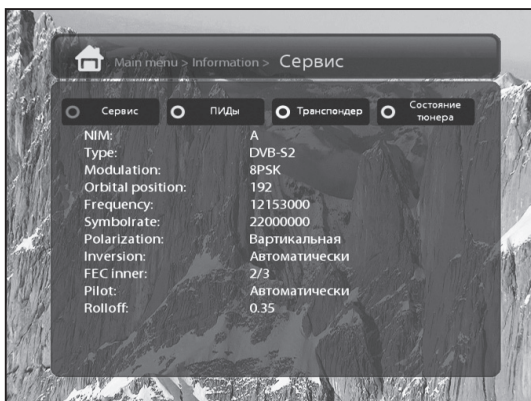 Main menu > Information > Сервис
Сервис ПИДы Транспондер Состояние тюнера
NIM: A
Type: DVB-S2
Modulation: 8PSK
Orbital position: 192
Frequency: 12153000
Symbolrate: 22000000
Polarization: Вартикальная
Inversion: Автоматически
FEC inner: 2/3
Pilot: Автоматически
Rolloff: 0.35